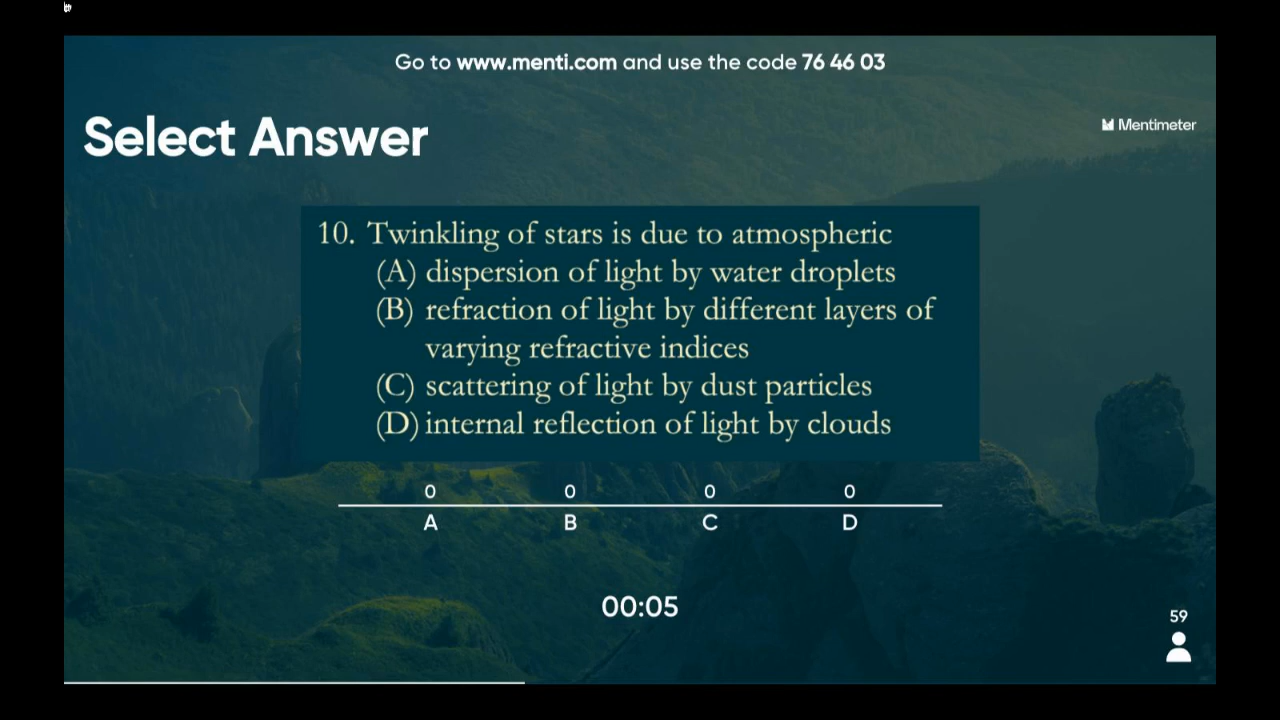 Go to www.menti.com and use the code 76 46 03
Select Answer
Mentimeter
10. Twinkling of stars is due to atmospheric
(A) dispersion of light by water droplets
(B) refraction of light by different layers of
varying refractive indices
(C) scattering of light by dust particles
(D) internal reflection of light by clouds
0 0 0 0
A B C D
00:05
59